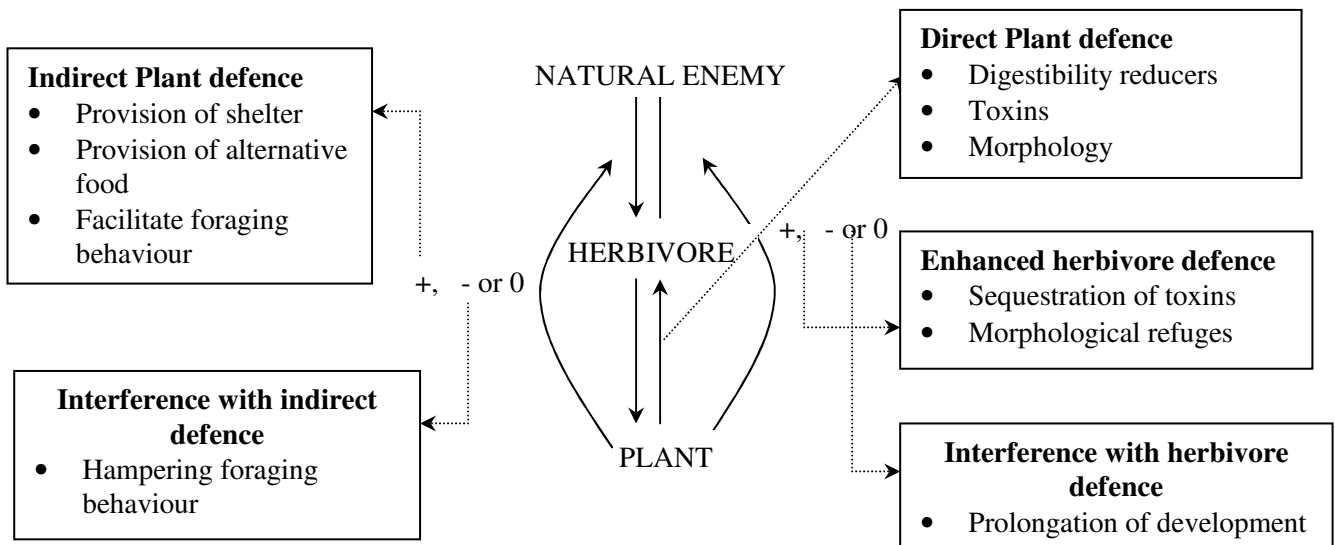 Indirect Plant defence
• Provision of shelter
• Provision of alternative
food
• Facilitate foraging
behaviour
+, - or 0
Interference with indirect
defence
• Hampering foraging
behaviour
NATURAL ENEMY
HERBIVORE
PLANT
Direct Plant defence
• Digestibility reducers
• Toxins
• Morphology
+, - or 0
Enhanced herbivore defence
• Sequestration of toxins
• Morphological refuges
Interference with herbivore
defence
• Prolongation of development